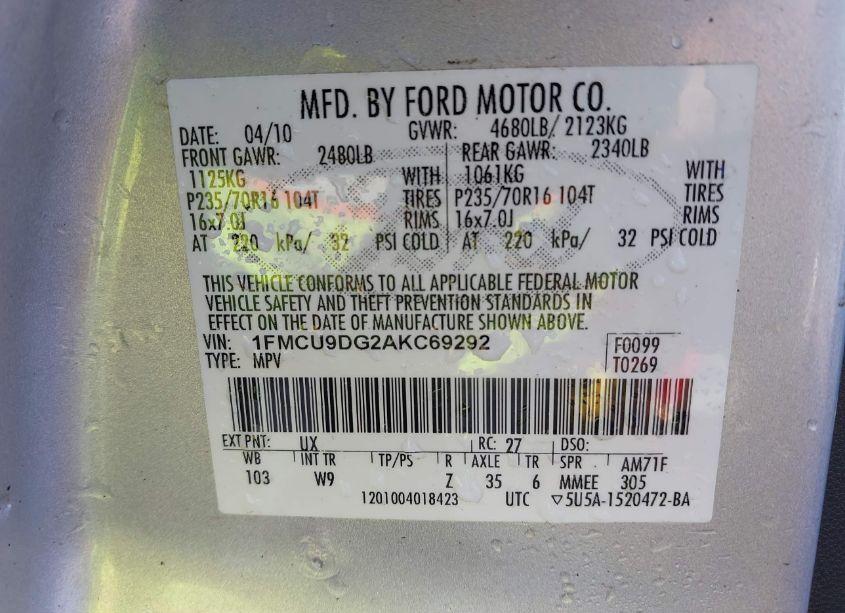 MFD. BY FORD MOTOR CO.
DATE: 04/10 GVWR: 4680LB/ 2123KG
FRONT GAWR: 2480LB REAR GAWR: 2340LB
1125KG WITH 1061KG WITH
P235/70R16 104T TIRES P235/70R16 104T TIRES
16x7.0J RIMS 16x7.0J RIMS
AT 220 kPa/ 32 PSI COLD AT 220 kPa/ 32 PSI COLD
THIS VEHICLE CONFORMS TO ALL APPLICABLE FEDERAL MOTOR
VEHICLE SAFETY AND THEFT PREVENTION STANDARDS IN
EFFECT ON THE DATE OF MANUFACTURE SHOWN ABOVE.
VIN: 1FMCU9DG2AKC69292 F0099
TYPE: MPV T0269
EXT PNT: UX RC: 27 DSO:
WB INT TR TP/PS R AXLE TR SPR AM71F
103 W9 Z 35 6 MMEE 305
1201004018423 UTC ▽5U5A-1520472-BA